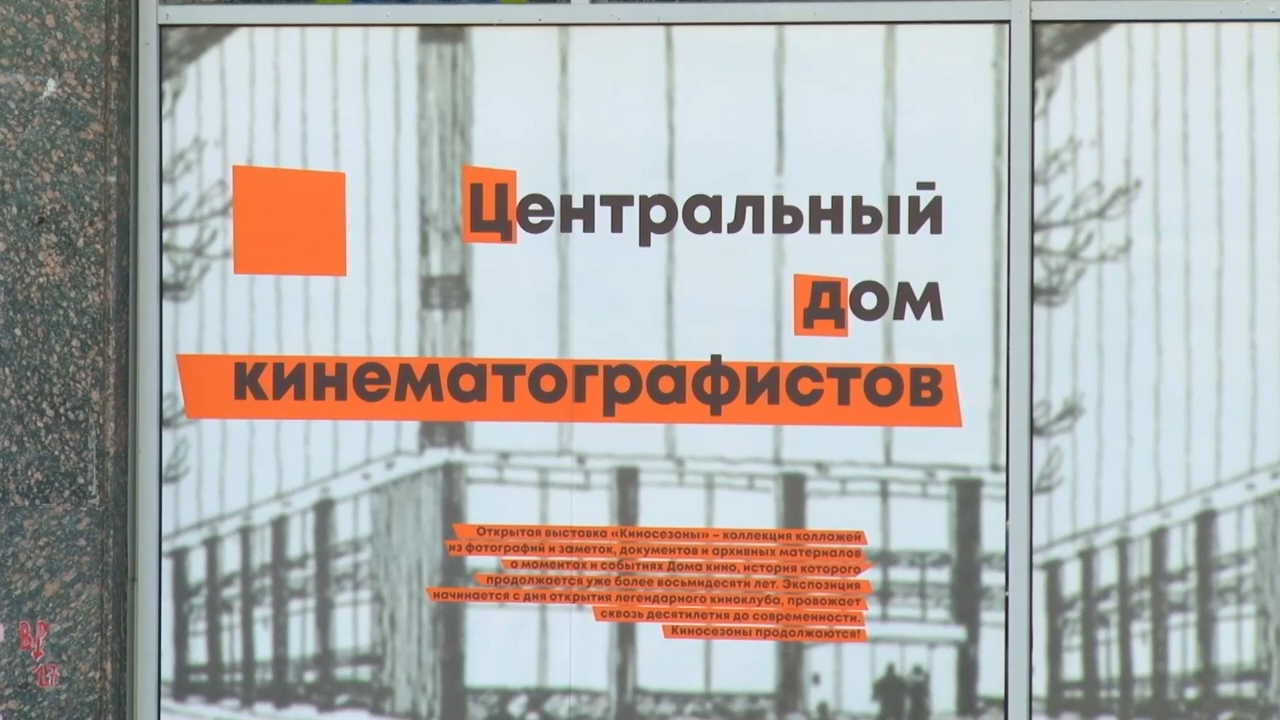 Центральный
дом
кинематографистов
Открытая выставка «Киносезоны» – коллекция коллажей
из фотографий и заметок, документов и архивных материалов
о моментах и событиях Дома кино, история которого
продолжается уже более восьмидесяти лет. Экспозиция
начинается с дня открытия легендарного киноклуба, провожает
сквозь десятилетия до современности.
Киносезоны продолжаются!
17